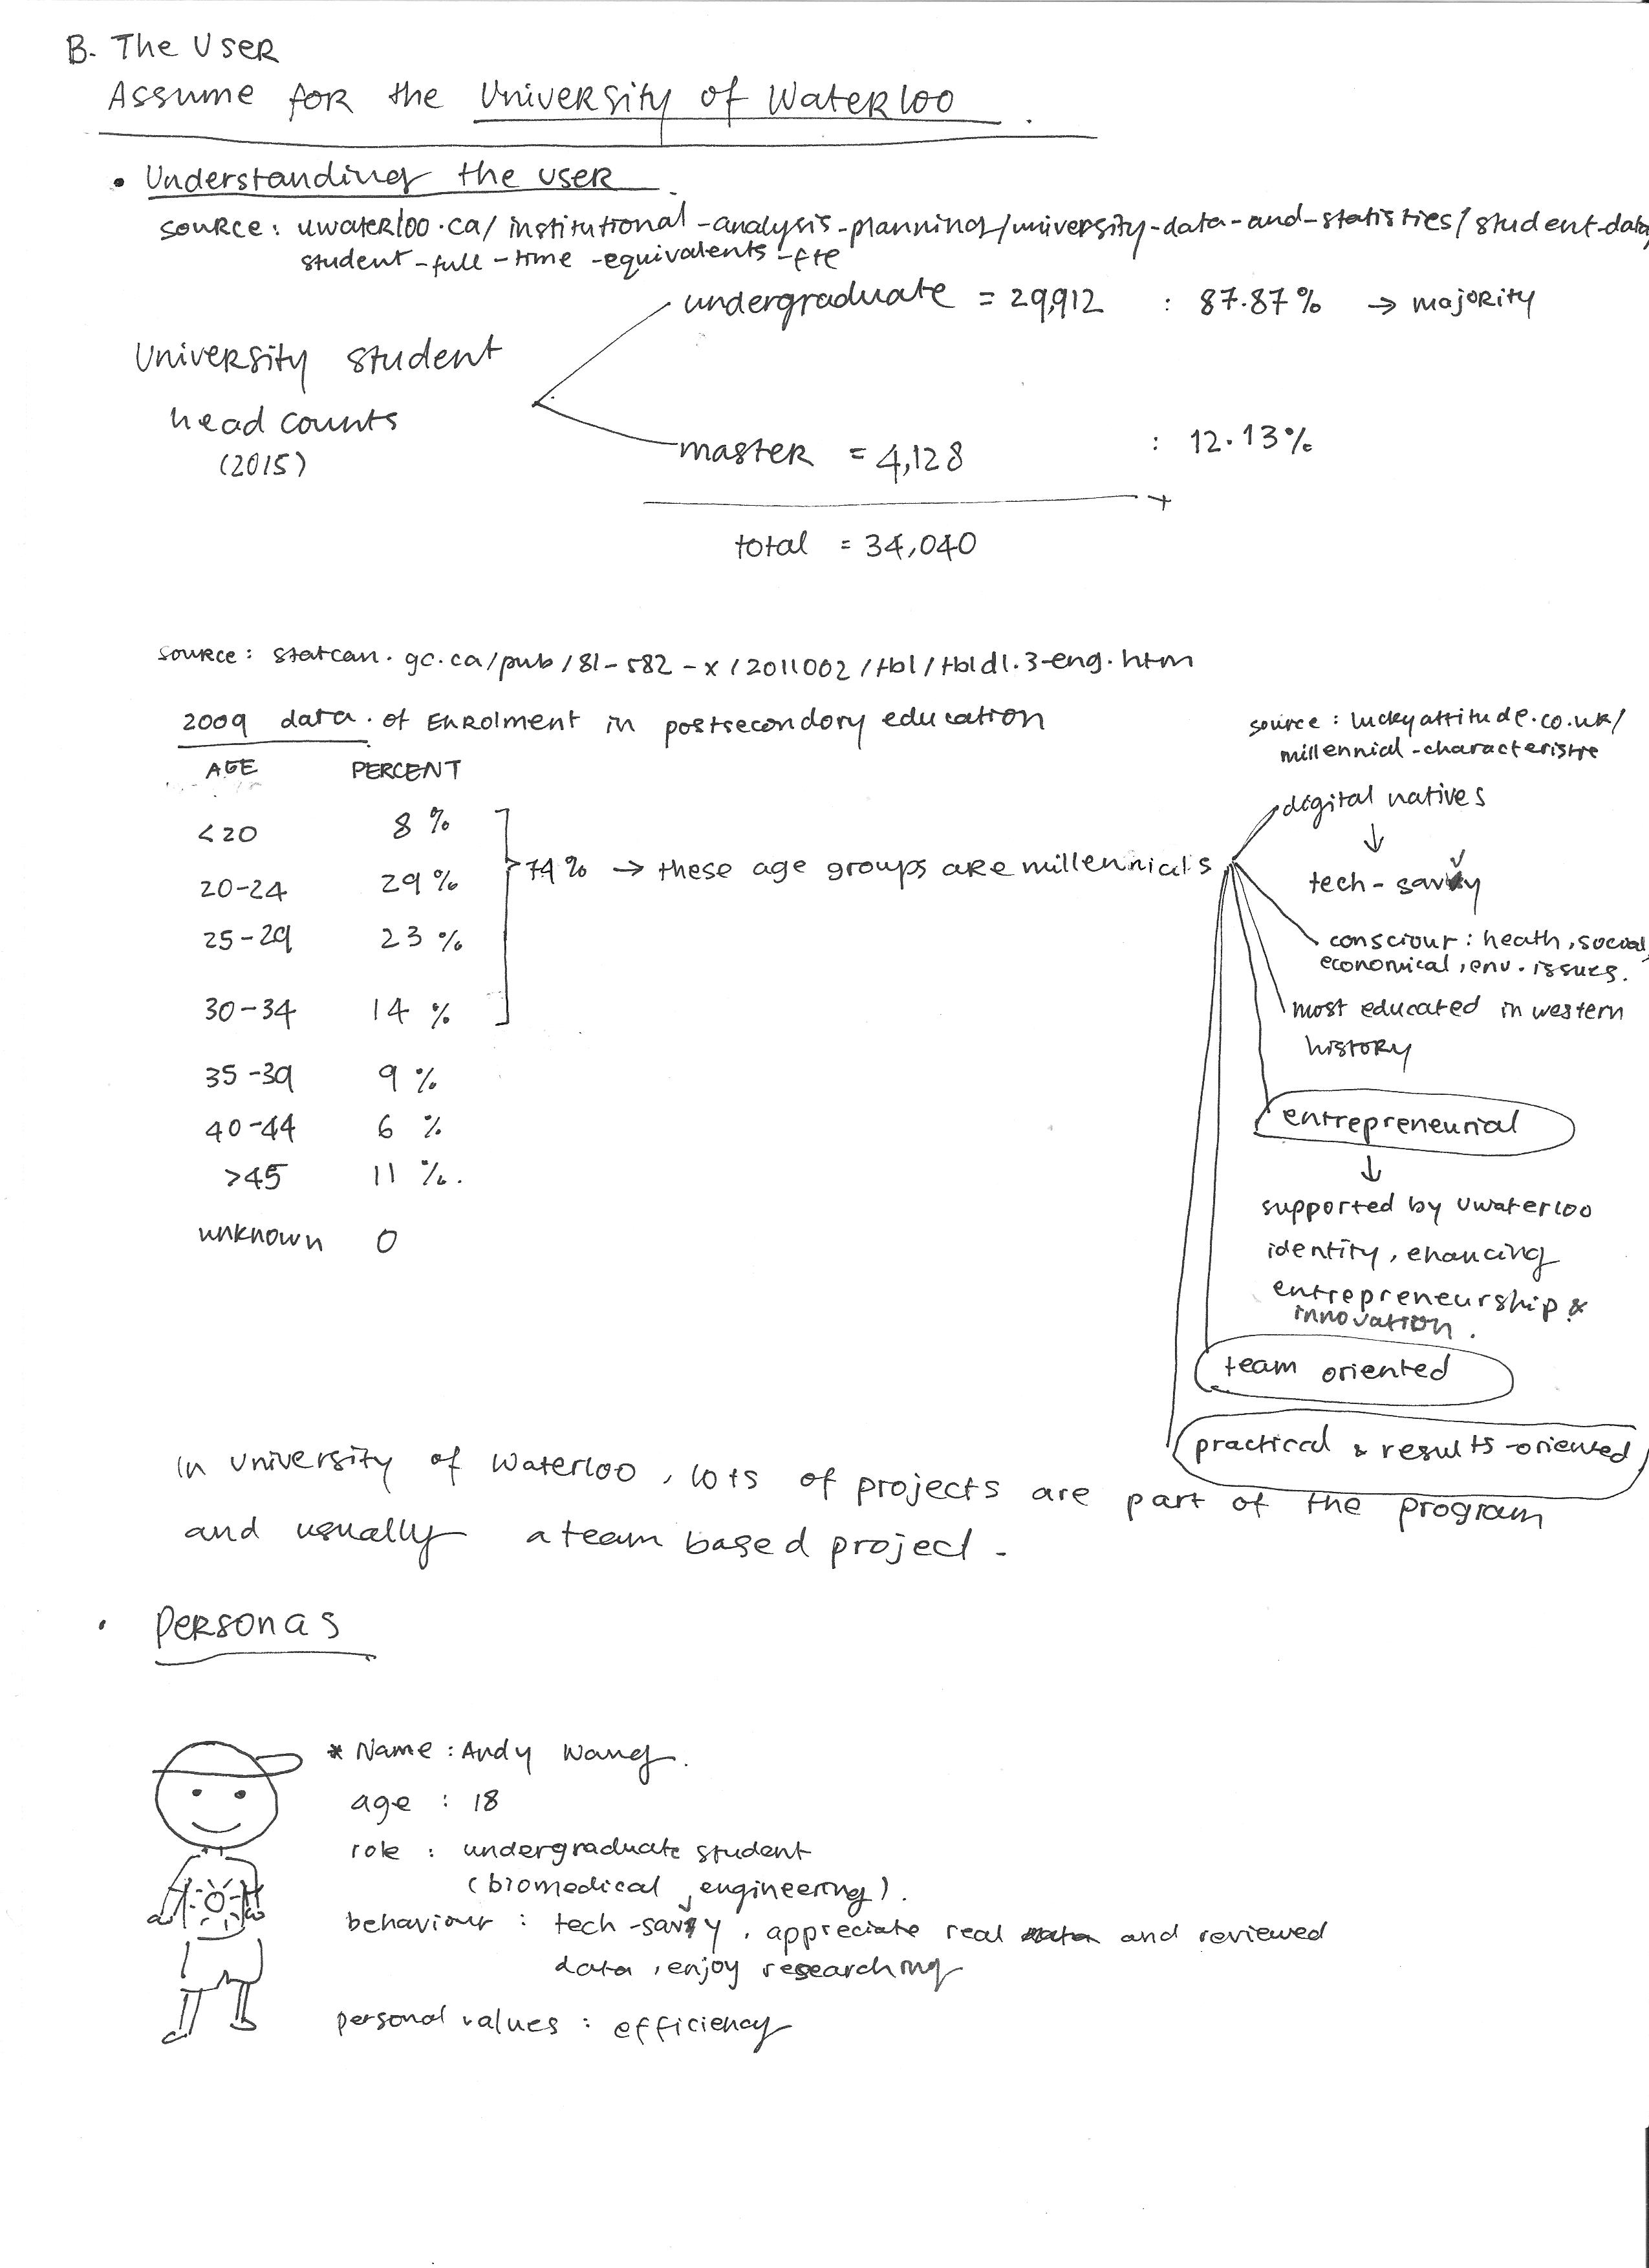 B. The User
Assume for the University of Waterloo.
• Understanding the user.
source: uwaterloo.ca/institutional-analysis-planning/university-data-and-statistics/student-data/
student-full-time-equivalents-fte
University student
head counts
(2015)
undergraduate = 29,912 : 87.87% → majority
master = 4,128 : 12.13%
+
total = 34,040
source: statcan.gc.ca/pub/81-582-x/2011002/tbl/tbld1.3-eng.htm
2009 data of Enrolment in postsecondory education
AGE PERCENT
<20 8%
20-24 29%
25-29 23%
30-34 14%
35-39 9%
40-44 6%
>45 11%.
unknown 0
74% → these age groups are millennials
source: luckyattitude.co.uk/
millennial-characteristre
digital natives
↓
tech-savvy
consciour: heath, social,
economical, env. issues.
most educated in western
history
entrepreneurial
↓
supported by Uwaterloo
identity, enancing
entrepreneurship &
innovation.
team oriented
practical & results-oriented
In University of Waterloo, lots of projects are part of the program
and usually a team based project.
• Personas
* Name: Andy Wang.
age: 18
role: undergraduate student
(biomedical engineering).
behaviour: tech-savvy, appreciate real and reviewed
data, enjoy researching
personal values: efficiency